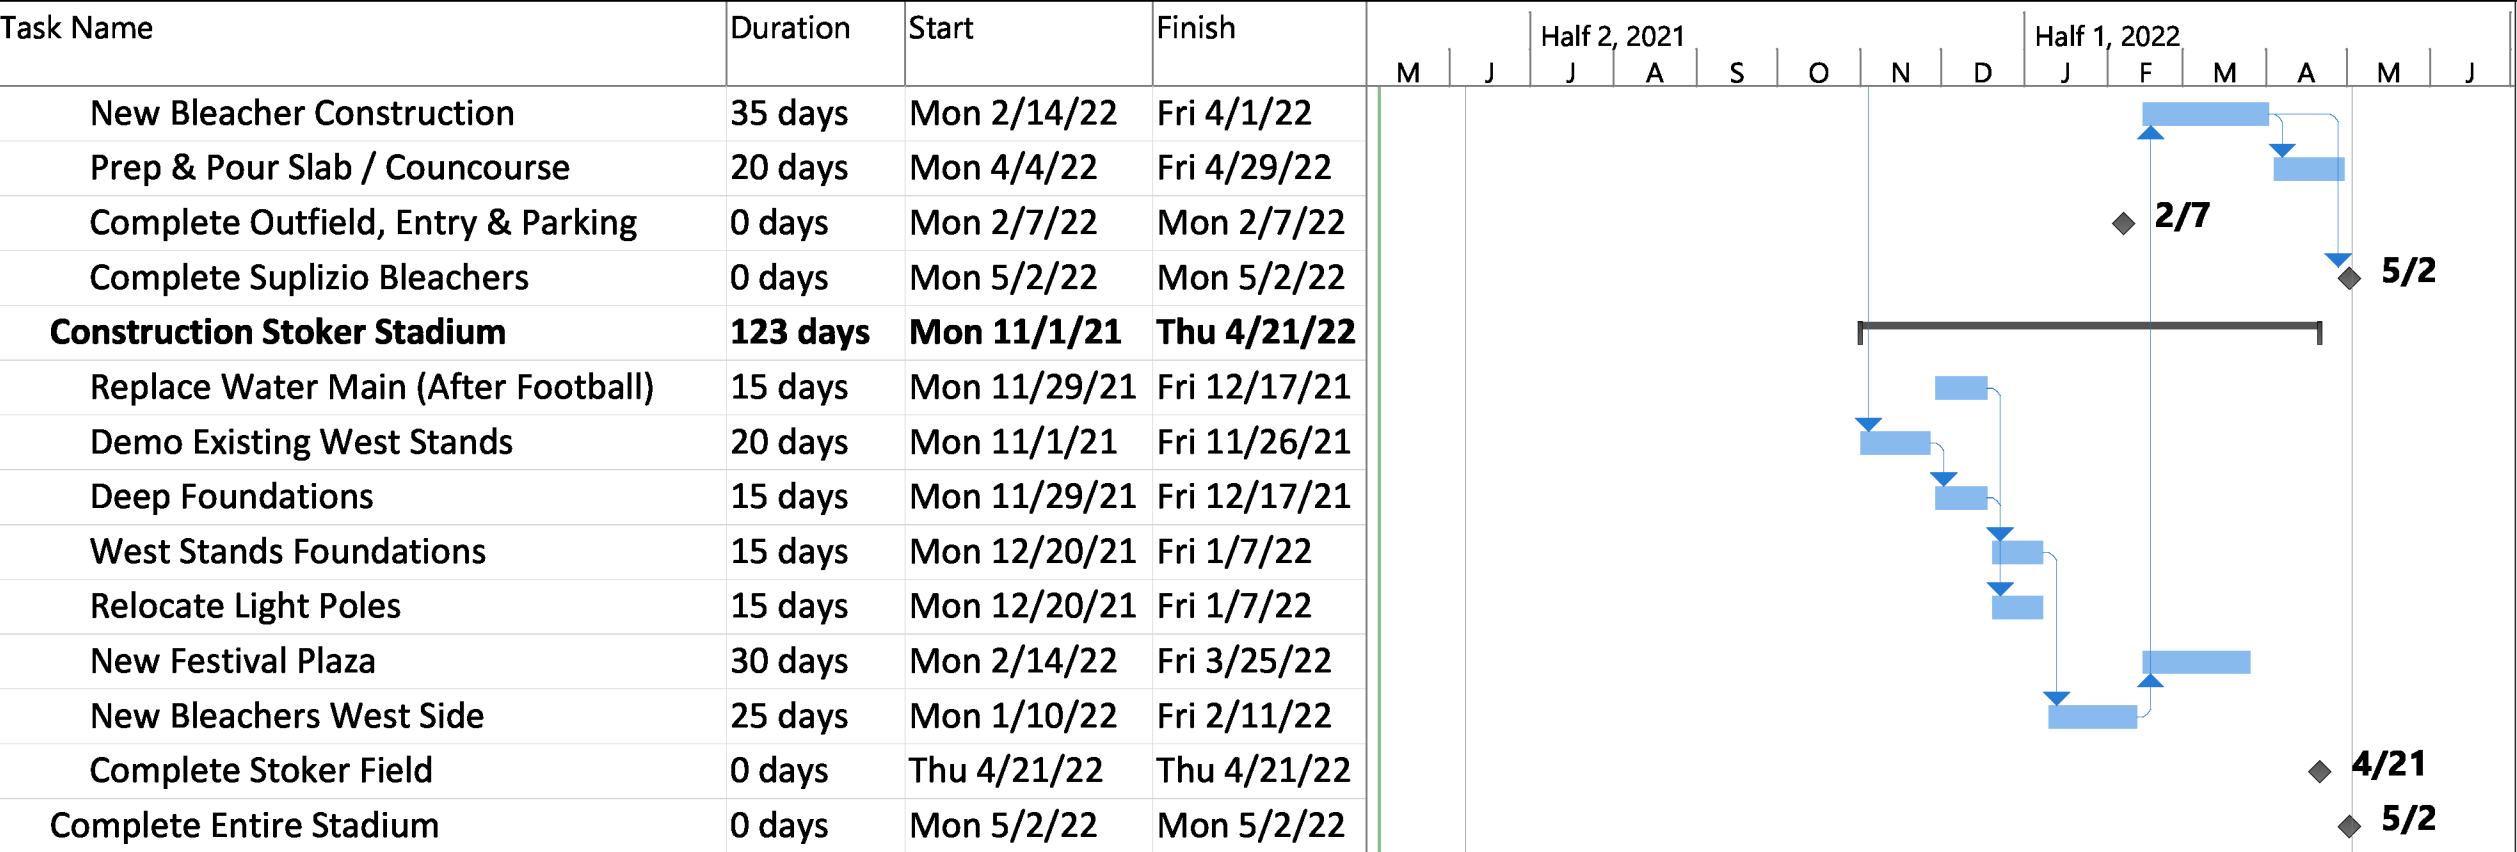 Task Name Duration Start Finish Half 2, 2021 Half 1, 2022
M J J A S O N D J F M A M J
New Bleacher Construction 35 days Mon 2/14/22 Fri 4/1/22
Prep & Pour Slab / Councourse 20 days Mon 4/4/22 Fri 4/29/22
Complete Outfield, Entry & Parking 0 days Mon 2/7/22 Mon 2/7/22 2/7
Complete Suplizio Bleachers 0 days Mon 5/2/22 Mon 5/2/22 5/2
Construction Stoker Stadium 123 days Mon 11/1/21 Thu 4/21/22
Replace Water Main (After Football) 15 days Mon 11/29/21 Fri 12/17/21
Demo Existing West Stands 20 days Mon 11/1/21 Fri 11/26/21
Deep Foundations 15 days Mon 11/29/21 Fri 12/17/21
West Stands Foundations 15 days Mon 12/20/21 Fri 1/7/22
Relocate Light Poles 15 days Mon 12/20/21 Fri 1/7/22
New Festival Plaza 30 days Mon 2/14/22 Fri 3/25/22
New Bleachers West Side 25 days Mon 1/10/22 Fri 2/11/22
Complete Stoker Field 0 days Thu 4/21/22 Thu 4/21/22 4/21
Complete Entire Stadium 0 days Mon 5/2/22 Mon 5/2/22 5/2